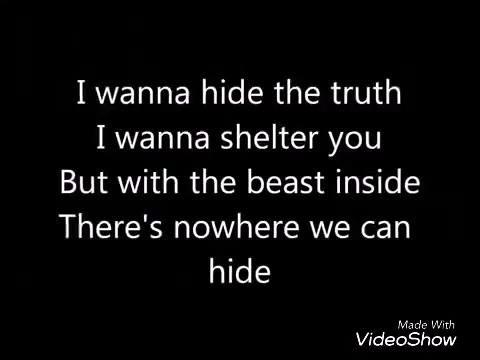 I wanna hide the truth
I wanna shelter you
But with the beast inside
There's nowhere we can
hide
Made With
VideoShow